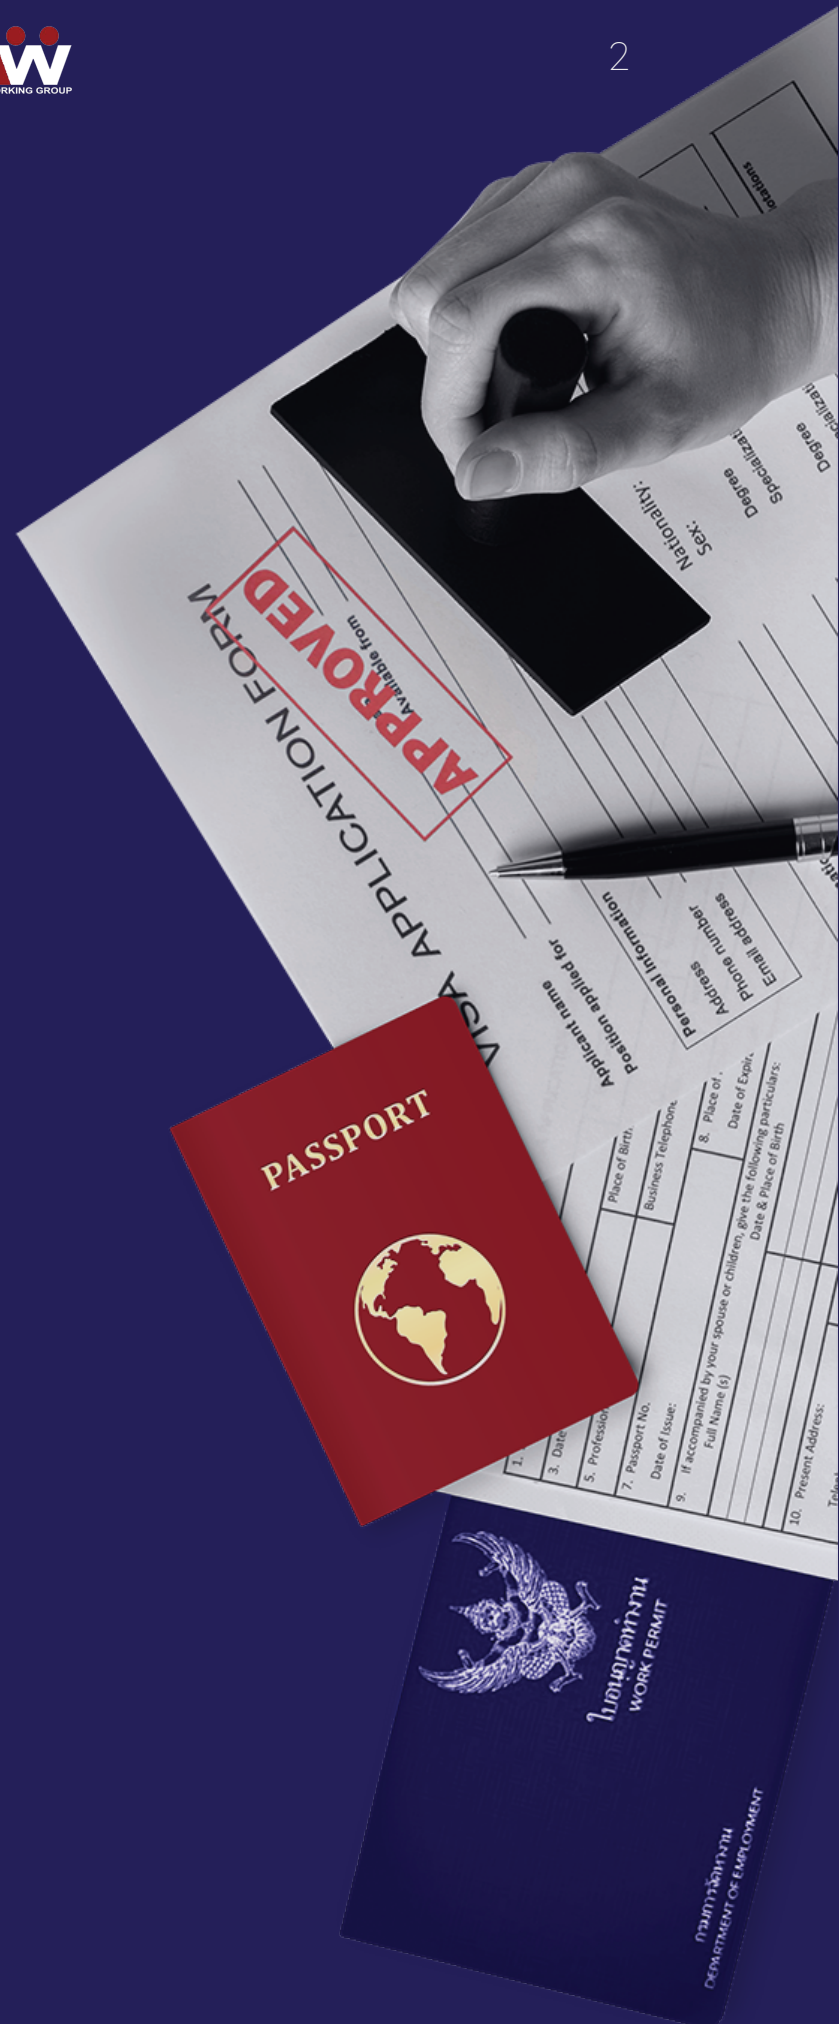 W
RKING GROUP
2
VISA APPLICATION FORM
APPROVED
Available from
Applicant name
Position applied for
Personal Information
Address
Phone number
Email address
Nationality:
Sex:
Degree
Specializati
Degree
PASSPORT
1.
3. Date
5. Profession
Place of Birth
7. Passport No.
Business Telephone
Date of Issue:
8. Place of
Date of Expir
9. If accompanied by your spouse or children, give the following particulars:
Full Name (s)
Date & Place of Birth
10. Present Address:
ใบอนุญาตทำงาน
WORK PERMIT
กรมการจัดหางาน
DEPARTMENT OF EMPLOYMENT